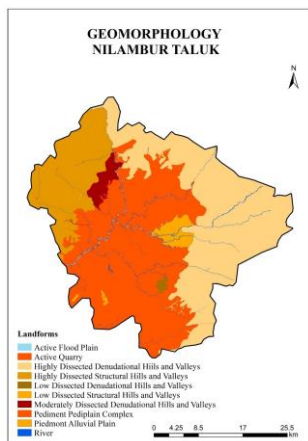 GEOMORPHOLOGY
NILAMBUR TALUK
N
Landforms
Active Flood Plain
Active Quarry
Highly Dissected Denudational Hiils and Valleys
Highly Dissected Structural Hills and Valleys
Low Dissected Denudational Hills and Valleys
Low Dissected Structural Hills and Valleys
Moderately Dissected Denudational Hills and Valleys
Pediment Pediplain Complex
Piedmont Alluvial Plain
River
0 4.25 8.5 17 25.5
km